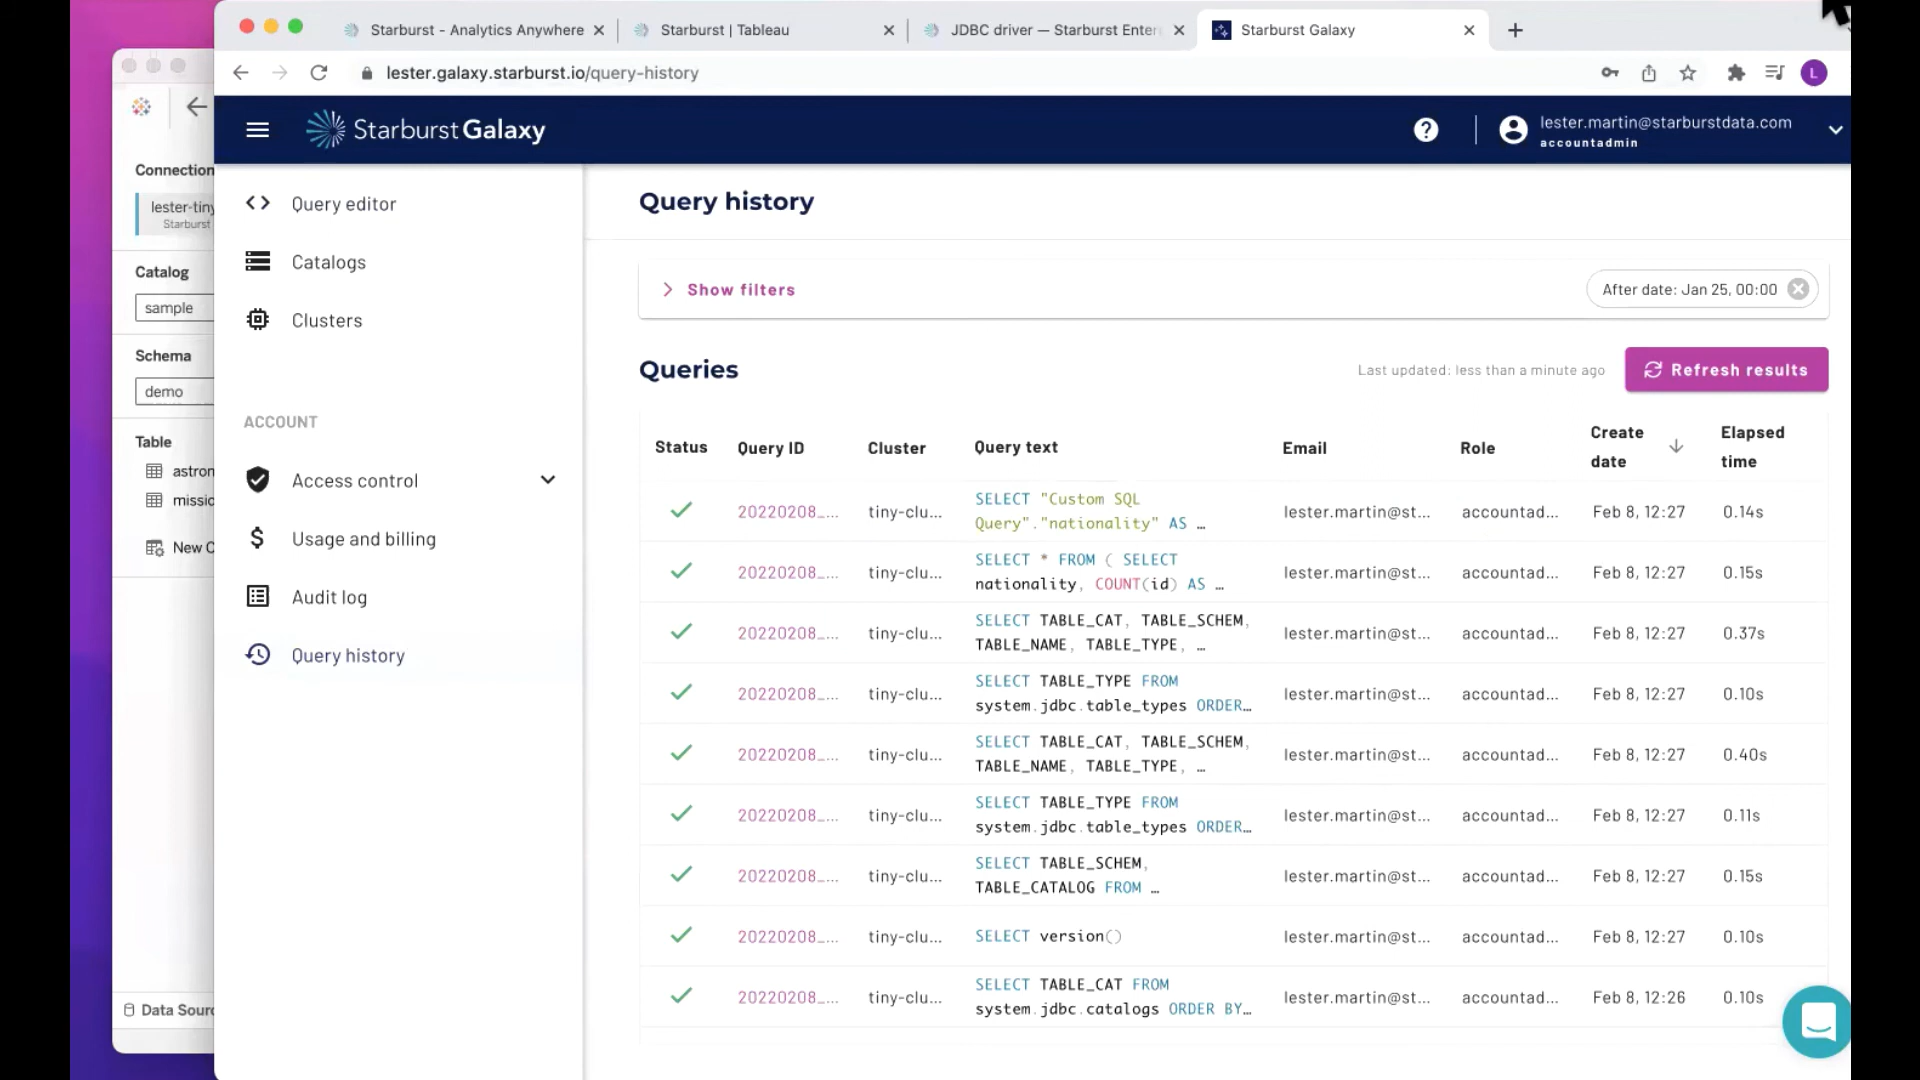 Starburst - Analytics Anywhere
Starburst | Tableau
JDBC driver — Starburst Enter
Starburst Galaxy
lester.galaxy.starburst.io/query-history
L
Starburst Galaxy
lester.martin@starburstdata.com
accountadmin
Connection
lester-tiny
Starburst
Catalog
sample
Schema
demo
Table
astron
missio
New C
Data Sourc
Query editor
Catalogs
Clusters
ACCOUNT
Access control
Usage and billing
Audit log
Query history
Query history
Show filters
After date: Jan 25, 00:00
Queries
Last updated: less than a minute ago
Refresh results
Status Query ID Cluster Query text Email Role Create date Elapsed time
20220208_... tiny-clu... SELECT "Custom SQL Query"."nationality" AS … lester.martin@st... accountad... Feb 8, 12:27 0.14s
20220208_... tiny-clu... SELECT * FROM ( SELECT nationality, COUNT(id) AS … lester.martin@st... accountad... Feb 8, 12:27 0.15s
20220208_... tiny-clu... SELECT TABLE_CAT, TABLE_SCHEM, TABLE_NAME, TABLE_TYPE, … lester.martin@st... accountad... Feb 8, 12:27 0.37s
20220208_... tiny-clu... SELECT TABLE_TYPE FROM system.jdbc.table_types ORDER… lester.martin@st... accountad... Feb 8, 12:27 0.10s
20220208_... tiny-clu... SELECT TABLE_CAT, TABLE_SCHEM, TABLE_NAME, TABLE_TYPE, … lester.martin@st... accountad... Feb 8, 12:27 0.40s
20220208_... tiny-clu... SELECT TABLE_TYPE FROM system.jdbc.table_types ORDER… lester.martin@st... accountad... Feb 8, 12:27 0.11s
20220208_... tiny-clu... SELECT TABLE_SCHEM, TABLE_CATALOG FROM … lester.martin@st... accountad... Feb 8, 12:27 0.15s
20220208_... tiny-clu... SELECT version() lester.martin@st... accountad... Feb 8, 12:27 0.10s
20220208_... tiny-clu... SELECT TABLE_CAT FROM system.jdbc.catalogs ORDER BY… lester.martin@st... accountad... Feb 8, 12:26 0.10s